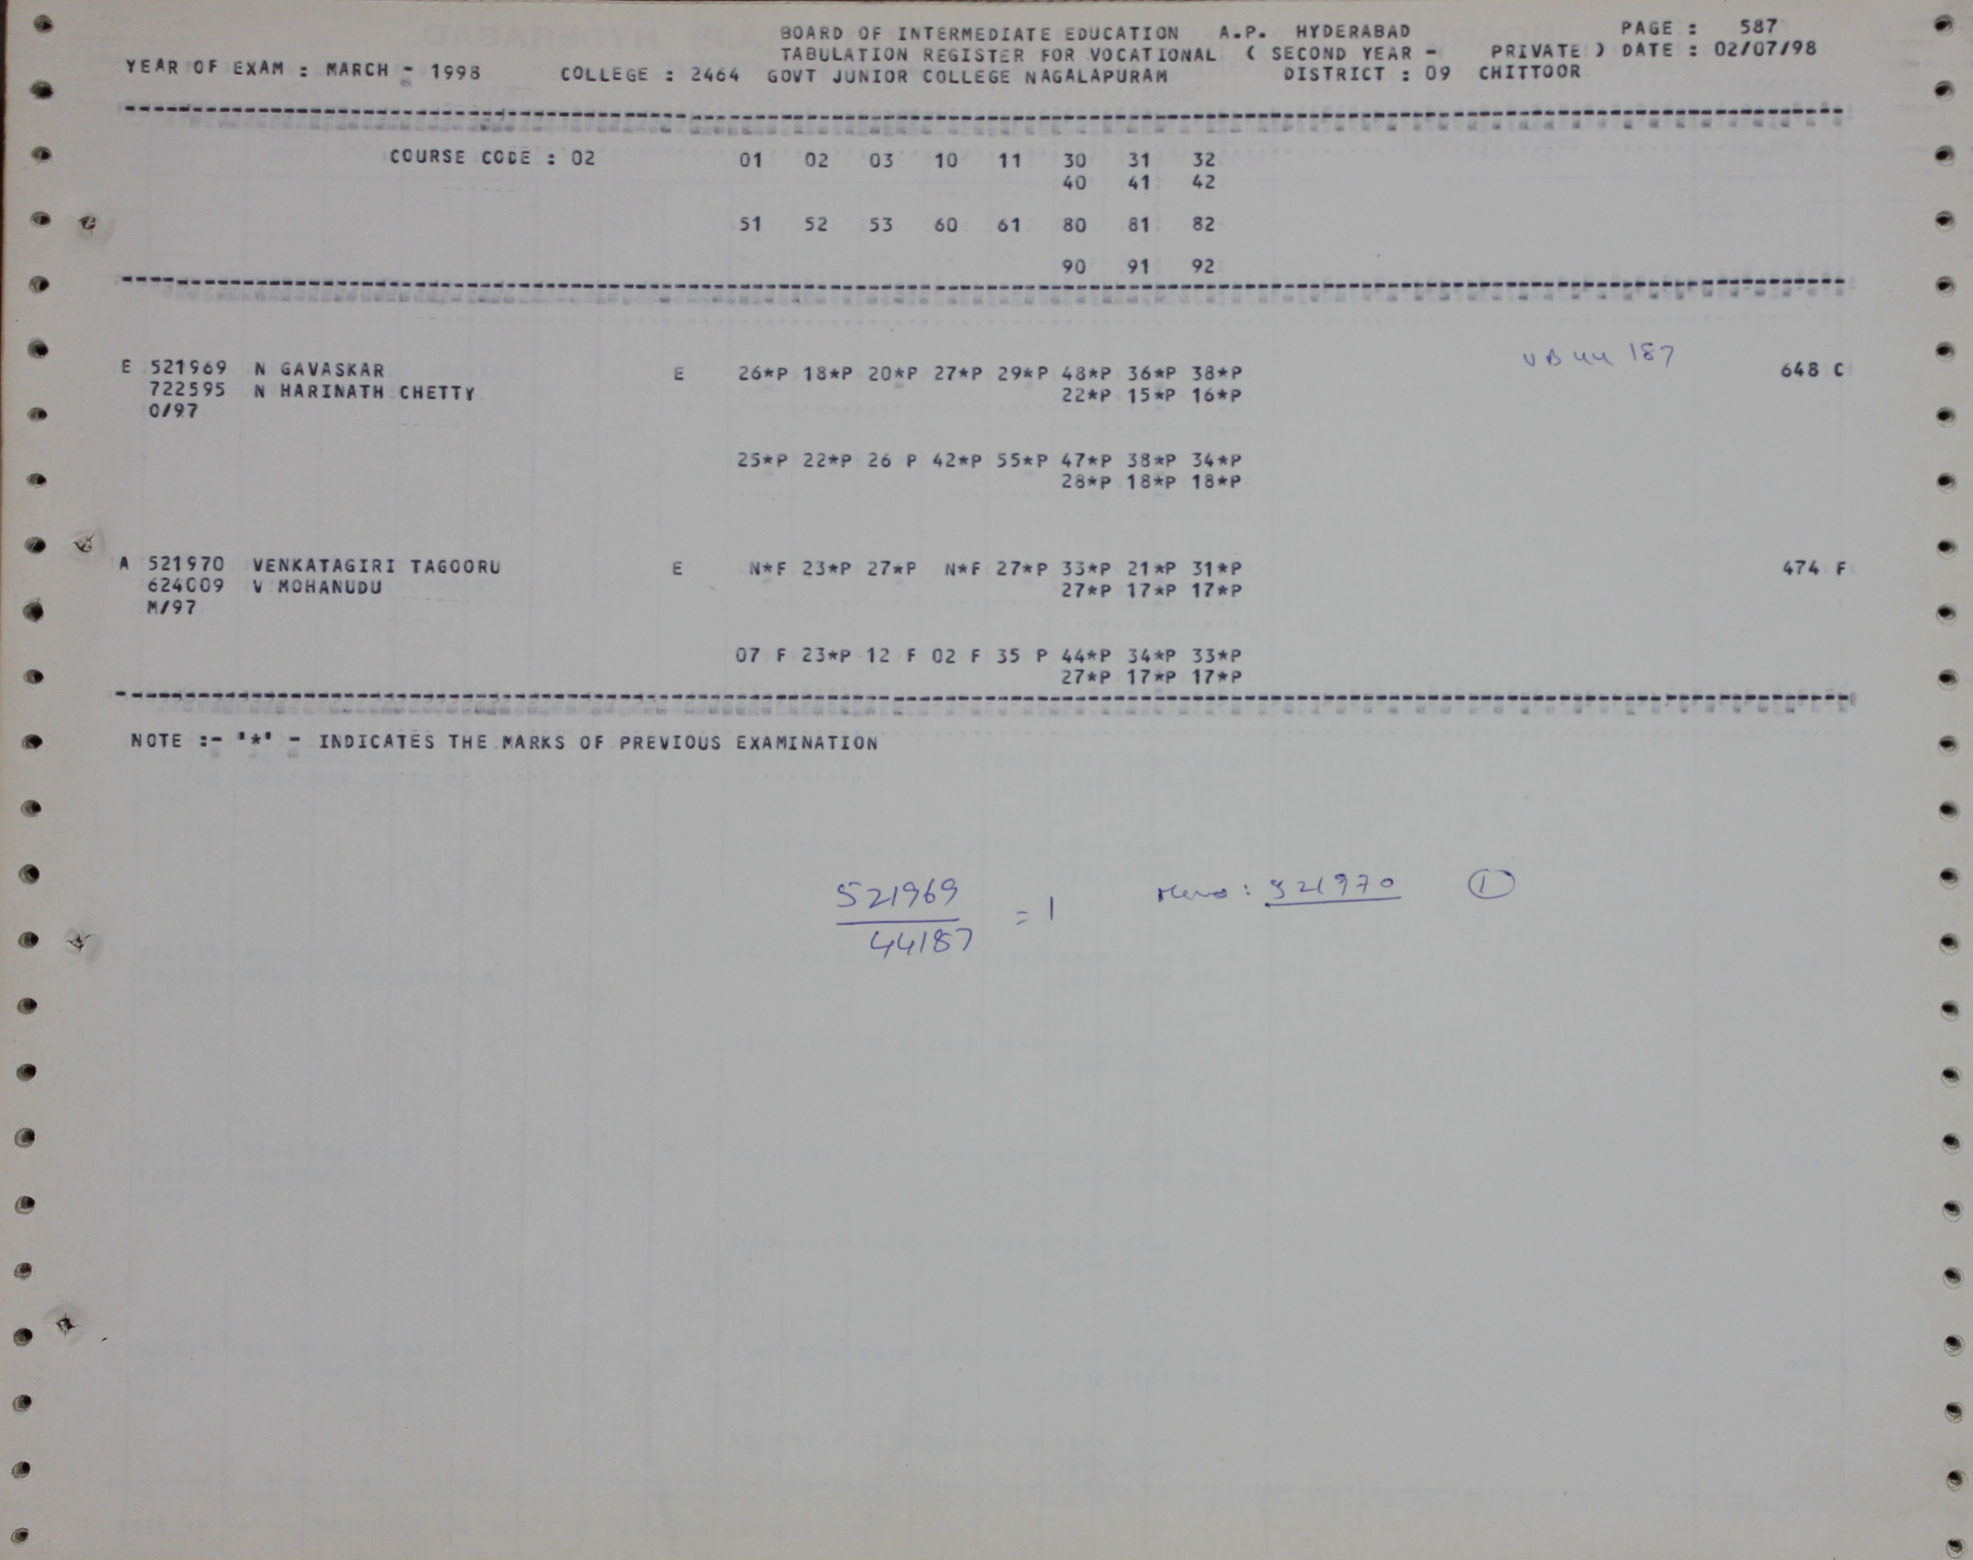 BOARD OF INTERMEDIATE EDUCATION A.P. HYDERABAD PAGE : 587
TABULATION REGISTER FOR VOCATIONAL ( SECOND YEAR - PRIVATE ) DATE : 02/07/98
YEAR OF EXAM : MARCH - 1998 COLLEGE : 2464 GOVT JUNIOR COLLEGE NAGALAPURAM DISTRICT : 09 CHITTOOR
COURSE CODE : 02 01 02 03 10 11 30 31 32
40 41 42
51 52 53 60 61 80 81 82
90 91 92
VB 44 187
E 521969 N GAVASKAR E 26*P 18*P 20*P 27*P 29*P 48*P 36*P 38*P 648 C
722595 N HARINATH CHETTY 22*P 15*P 16*P
O/97
25*P 22*P 26 P 42*P 55*P 47*P 38*P 34*P
28*P 18*P 18*P
A 521970 VENKATAGIRI TAGOORU E N*F 23*P 27*P N*F 27*P 33*P 21*P 31*P 474 F
624009 V MOHANUDU 27*P 17*P 17*P
M/97
07 F 23*P 12 F 02 F 35 P 44*P 34*P 33*P
27*P 17*P 17*P
NOTE :- '*' - INDICATES THE MARKS OF PREVIOUS EXAMINATION
521969 = 1 : 521970 1
44187